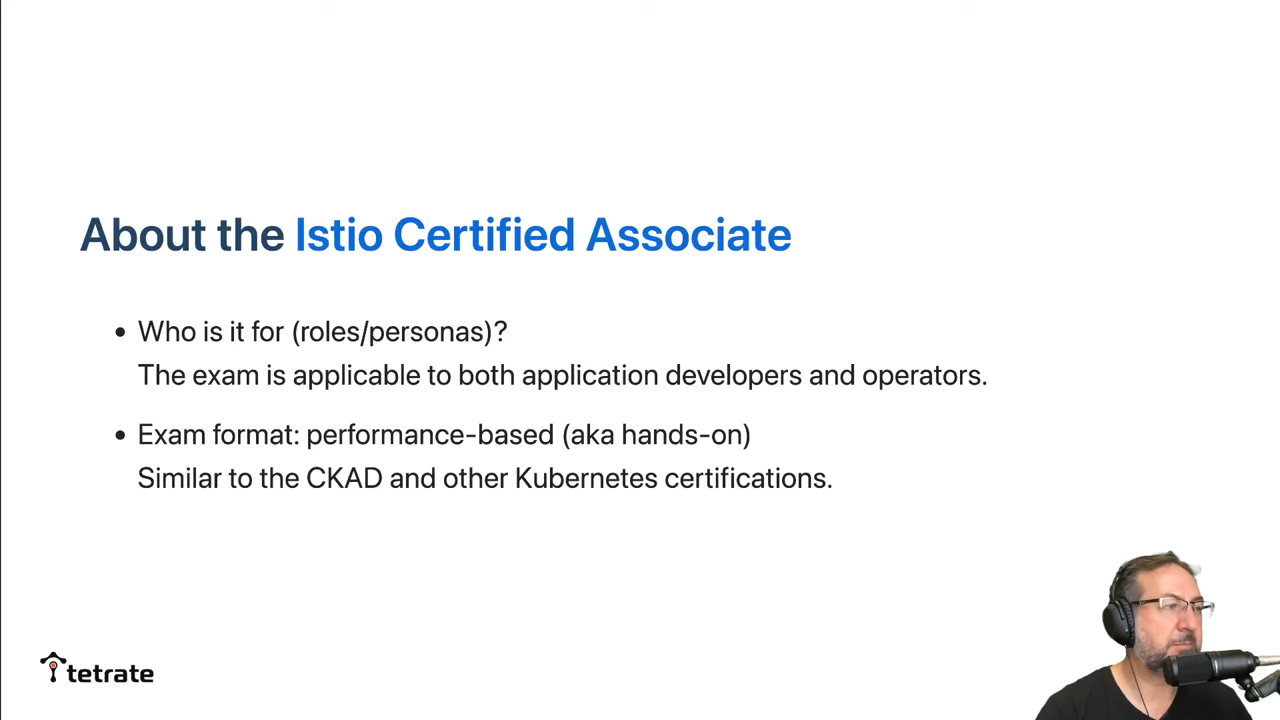 About the Istio Certified Associate
• Who is it for (roles/personas)?
The exam is applicable to both application developers and operators.
• Exam format: performance-based (aka hands-on)
Similar to the CKAD and other Kubernetes certifications.
tetrate